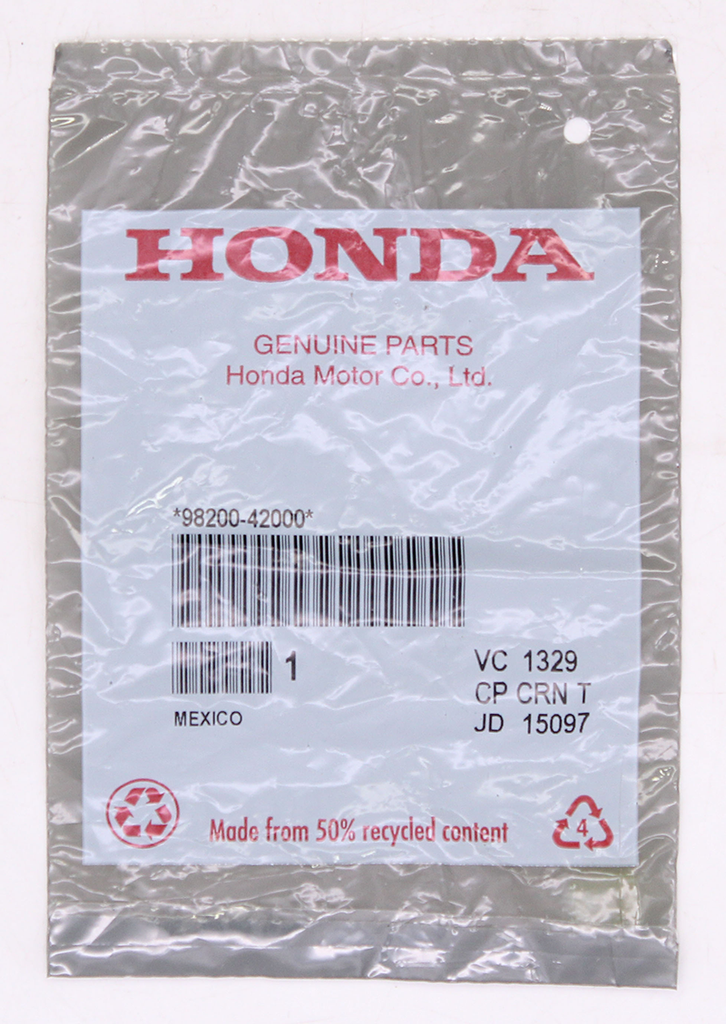 HONDA
GENUINE PARTS
Honda Motor Co., Ltd.
*98200-42000*
1
MEXICO
VC 1329
CP CRN T
JD 15097
Made from 50% recycled content
4